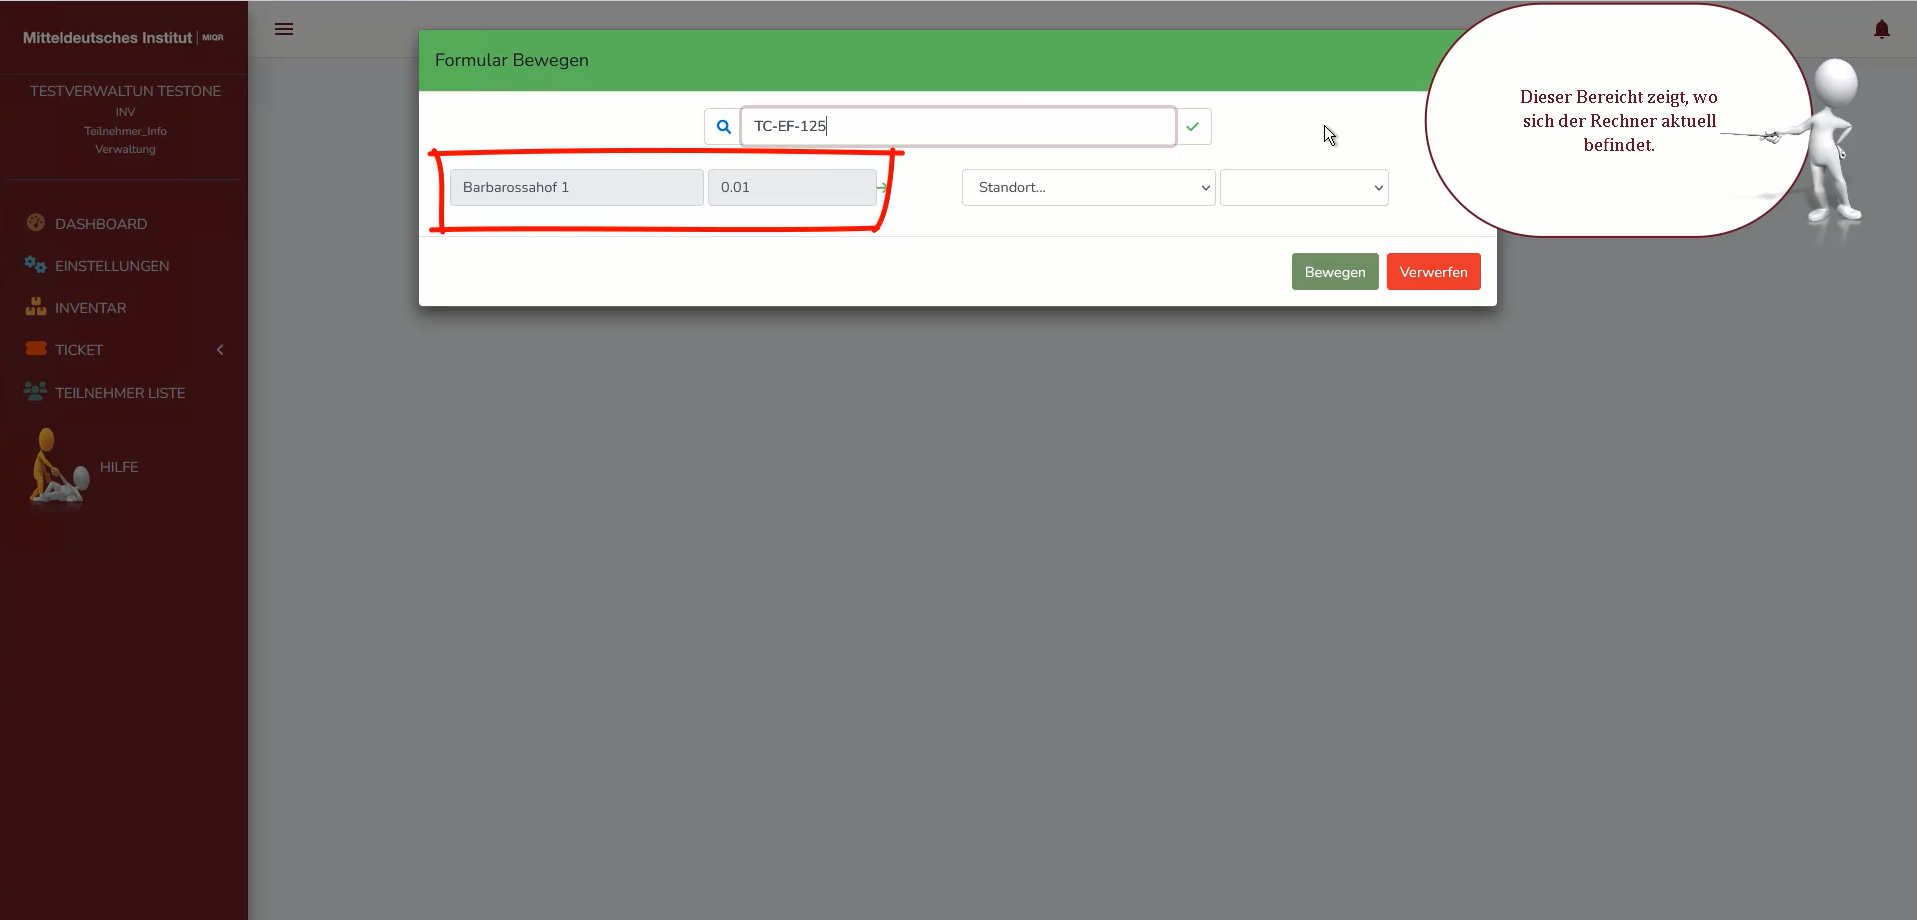 Mitteldeutsches Institut | MIQR
TESTVERWALTUN TESTONE
INV
Teilnehmer_Info
Verwaltung
DASHBOARD
EINSTELLUNGEN
INVENTAR
TICKET
TEILNEHMER LISTE
HILFE
Formular Bewegen
TC-EF-125
Barbarossahof 1
0.01
Standort...
Bewegen
Verwerfen
Dieser Bereicht zeigt, wo
sich der Rechner aktuell
befindet.